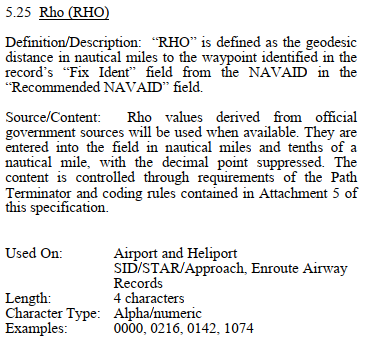 5.25 Rho (RHO)
Definition/Description: “RHO” is defined as the geodesic
distance in nautical miles to the waypoint identified in the
record’s “Fix Ident” field from the NAVAID in the
“Recommended NAVAID” field.
Source/Content: Rho values derived from official
government sources will be used when available. They are
entered into the field in nautical miles and tenths of a
nautical mile, with the decimal point suppressed. The
content is controlled through requirements of the Path
Terminator and coding rules contained in Attachment 5 of
this specification.
Used On: Airport and Heliport
SID/STAR/Approach, Enroute Airway
Records
Length: 4 characters
Character Type: Alpha/numeric
Examples: 0000, 0216, 0142, 1074